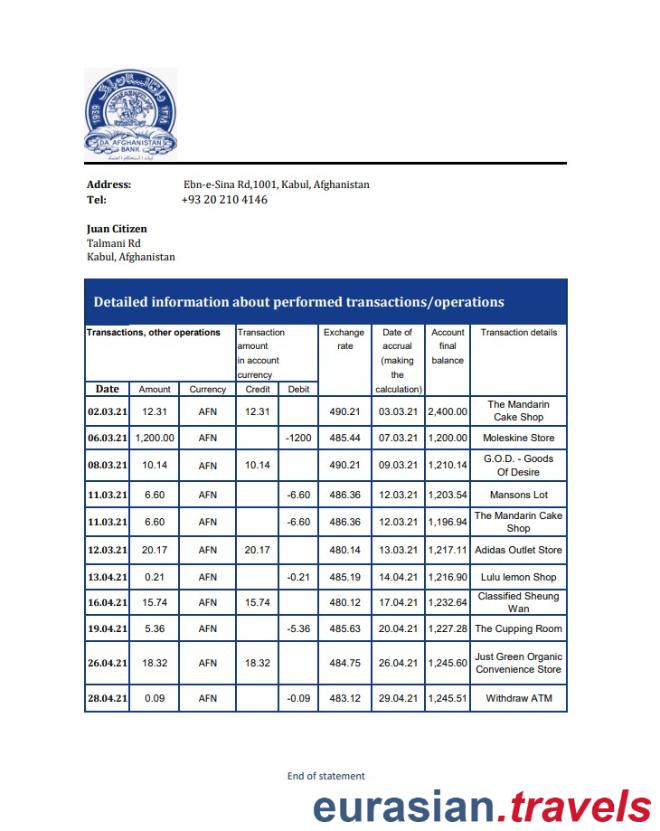 1939
DA AFGHANISTAN
BANK
Address: Ebn-e-Sina Rd,1001, Kabul, Afghanistan
Tel: +93 20 210 4146
Juan Citizen
Talmani Rd
Kabul, Afghanistan
Detailed information about performed transactions/operations
Transactions, other operations
Transaction
amount
in account
currency
Exchange
rate
Date of
accrual
(making
the
calculation)
Account
final
balance
Transaction details
Date Amount Currency Credit Debit
02.03.21 12.31 AFN 12.31 490.21 03.03.21 2,400.00 The Mandarin
Cake Shop
06.03.21 1,200.00 AFN -1200 485.44 07.03.21 1,200.00 Moleskine Store
08.03.21 10.14 AFN 10.14 490.21 09.03.21 1,210.14 G.O.D. - Goods
Of Desire
11.03.21 6.60 AFN -6.60 486.36 12.03.21 1,203.54 Mansons Lot
11.03.21 6.60 AFN -6.60 486.36 12.03.21 1,196.94 The Mandarin Cake
Shop
12.03.21 20.17 AFN 20.17 480.14 13.03.21 1,217.11 Adidas Outlet Store
13.04.21 0.21 AFN -0.21 485.19 14.04.21 1,216.90 Lulu lemon Shop
16.04.21 15.74 AFN 15.74 480.12 17.04.21 1,232.64 Classified Sheung
Wan
19.04.21 5.36 AFN -5.36 485.63 20.04.21 1,227.28 The Cupping Room
26.04.21 18.32 AFN 18.32 484.75 26.04.21 1,245.60 Just Green Organic
Convenience Store
28.04.21 0.09 AFN -0.09 483.12 29.04.21 1,245.51 Withdraw ATM
End of statement
eurasian.travels